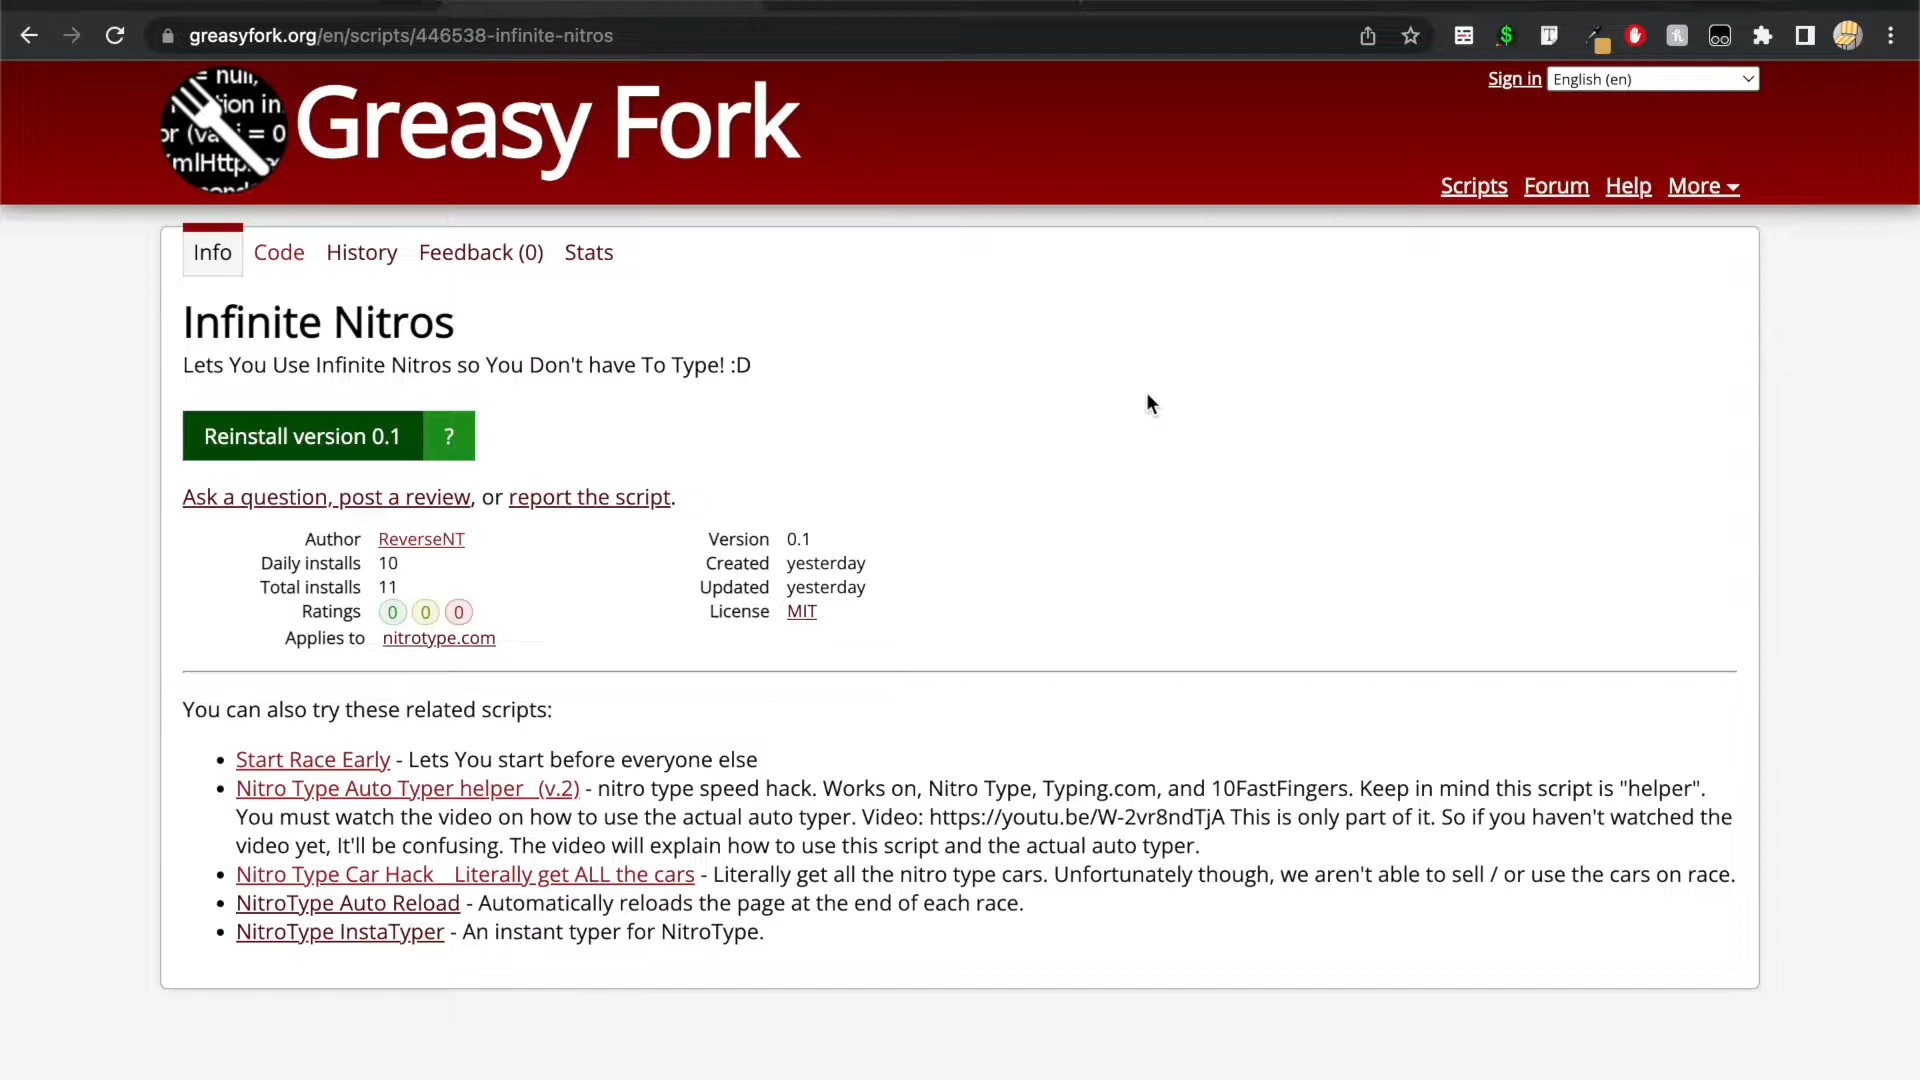 greasyfork.org/en/scripts/446538-infinite-nitros
Sign in English (en)
Greasy Fork
Scripts Forum Help More
Info Code History Feedback (0) Stats
Infinite Nitros
Lets You Use Infinite Nitros so You Don't have To Type! :D
Reinstall version 0.1 ?
Ask a question, post a review, or report the script.
Author ReverseNT Version 0.1
Daily installs 10 Created yesterday
Total installs 11 Updated yesterday
Ratings 0 0 0 License MIT
Applies to nitrotype.com
You can also try these related scripts:
Start Race Early - Lets You start before everyone else
Nitro Type Auto Typer helper_ (v.2) - nitro type speed hack. Works on, Nitro Type, Typing.com, and 10FastFingers. Keep in mind this script is "helper".
You must watch the video on how to use the actual auto typer. Video: https://youtu.be/W-2vr8ndTjA This is only part of it. So if you haven't watched the
video yet, It'll be confusing. The video will explain how to use this script and the actual auto typer.
Nitro Type Car Hack _ Literally get ALL the cars - Literally get all the nitro type cars. Unfortunately though, we aren't able to sell / or use the cars on race.
NitroType Auto Reload - Automatically reloads the page at the end of each race.
NitroType InstaTyper - An instant typer for NitroType.